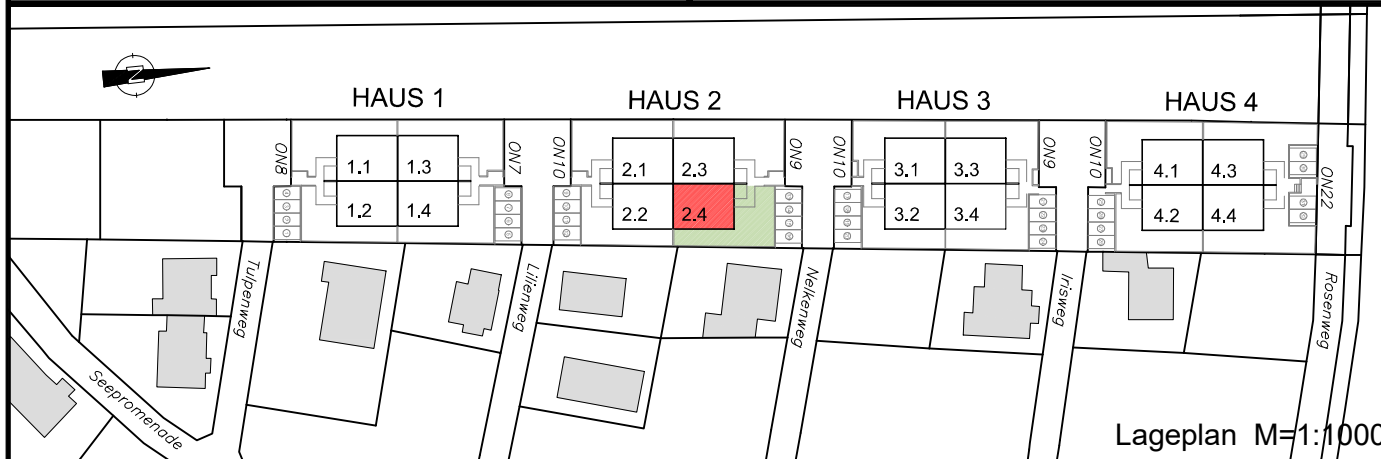 N
HAUS 1 HAUS 2 HAUS 3 HAUS 4
ON8 ON7 ON10 ON9 ON10 ON9 ON10 ON22
1.1 1.3 2.1 2.3 3.1 3.3 4.1 4.3
1.2 1.4 2.2 2.4 3.2 3.4 4.2 4.4
Tulpenweg Lilienweg Nelkenweg Irisweg Rosenweg
Seepromenade
Lageplan M=1:1000